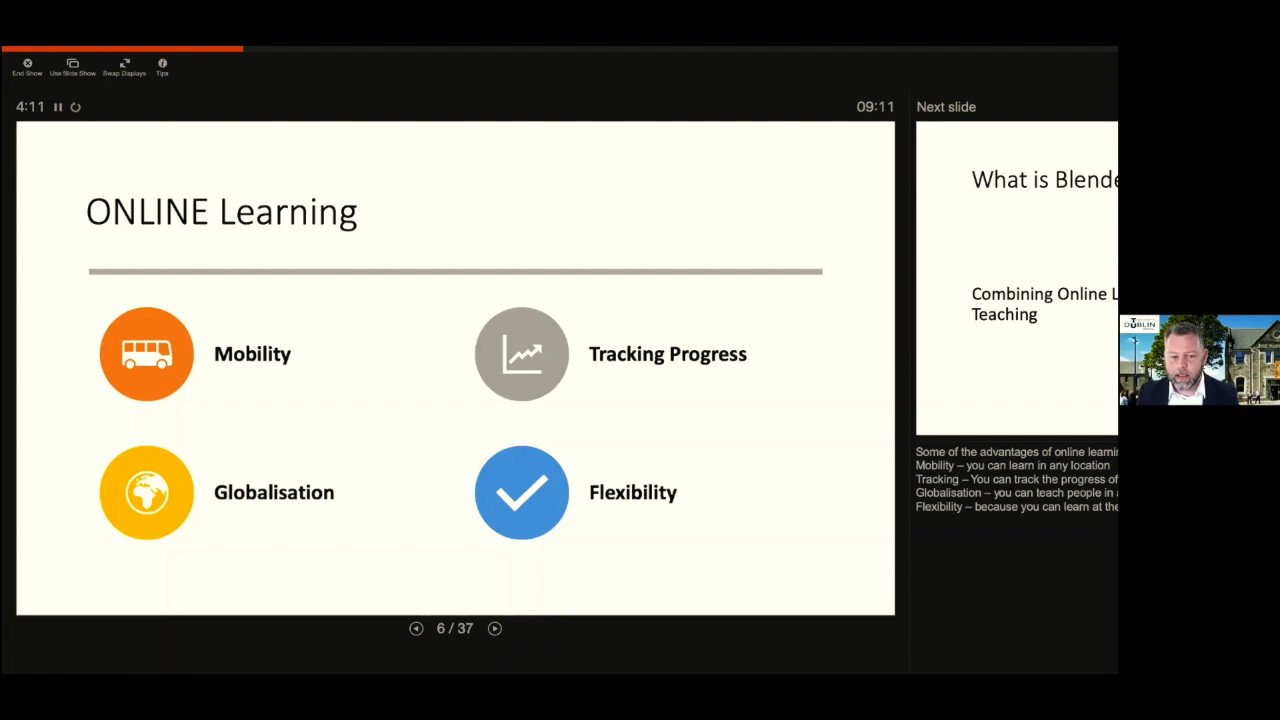 End Show
Use Slide Show
Swap Displays
Tips
4:11
09:11
ONLINE Learning
Mobility
Tracking Progress
Globalisation
Flexibility
6 / 37
Next slide
What is Blende
Combining Online L
Teaching
Some of the advantages of online learnin
Mobility – you can learn in any location
Tracking – You can track the progress of
Globalisation – you can teach people in a
Flexibility – because you can learn at the
DUBLIN